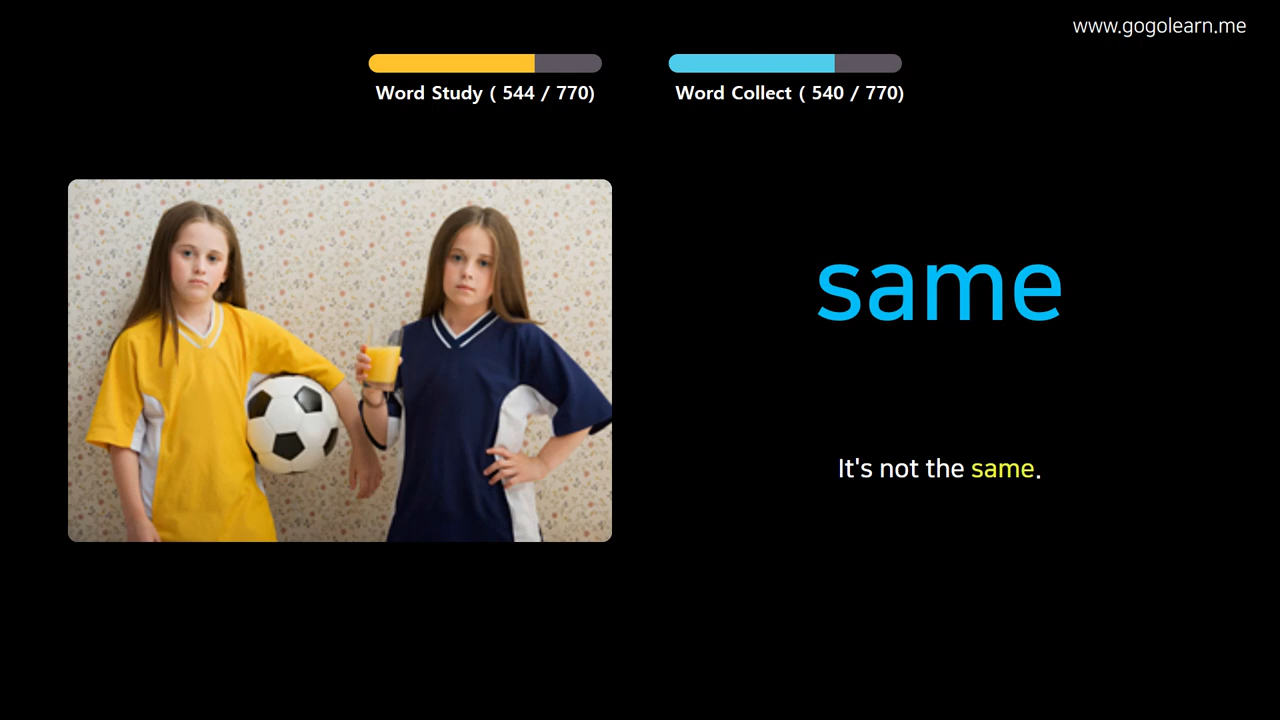 www.gogolearn.me
Word Study ( 544 / 770)
Word Collect ( 540 / 770)
same
It's not the same.